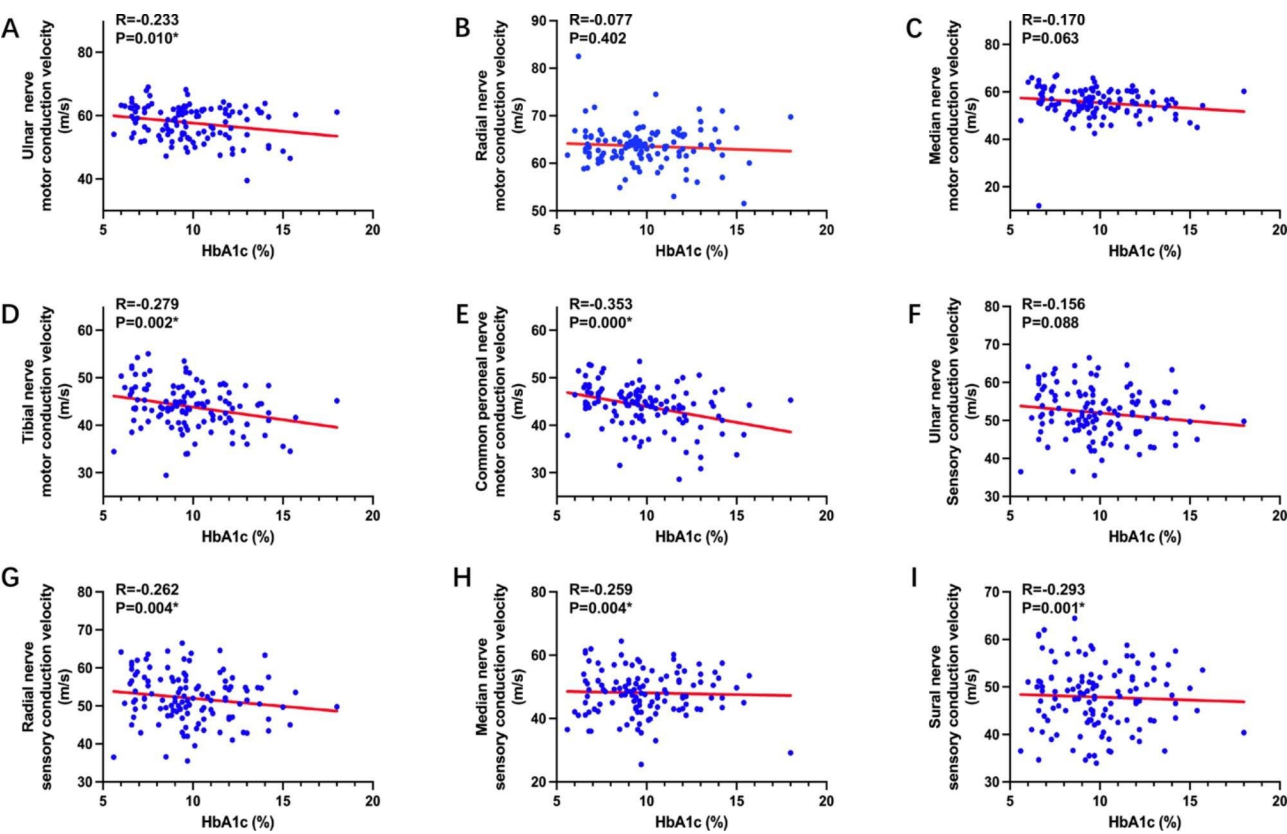 A
R=-0.233
P=0.010*
Ulnar nerve
motor conduction velocity
(m/s)
80
60
40
5 10 15 20
HbA1c (%)
B
R=-0.077
P=0.402
Radial nerve
motor conduction velocity
(m/s)
90
80
70
60
50
5 10 15 20
HbA1c (%)
C
R=-0.170
P=0.063
Median nerve
motor conduction velocity
(m/s)
80
60
40
20
5 10 15 20
HbA1c (%)
D
R=-0.279
P=0.002*
Tibial nerve
motor conduction velocity
(m/s)
60
50
40
30
5 10 15 20
HbA1c (%)
E
R=-0.353
P=0.000*
Common peroneal nerve
motor conduction velocity
(m/s)
60
50
40
30
5 10 15 20
HbA1c (%)
F
R=-0.156
P=0.088
Ulnar nerve
Sensory conduction velocity
(m/s)
80
70
60
50
40
30
5 10 15 20
HbA1c (%)
G
R=-0.262
P=0.004*
Radial nerve
sensory conduction velocity
(m/s)
80
70
60
50
40
30
5 10 15 20
HbA1c (%)
H
R=-0.259
P=0.004*
Median nerve
sensory conduction velocity
(m/s)
80
60
40
20
5 10 15 20
HbA1c (%)
I
R=-0.293
P=0.001*
Sural nerve
sensory conduction velocity
(m/s)
70
60
50
40
30
5 10 15 20
HbA1c (%)